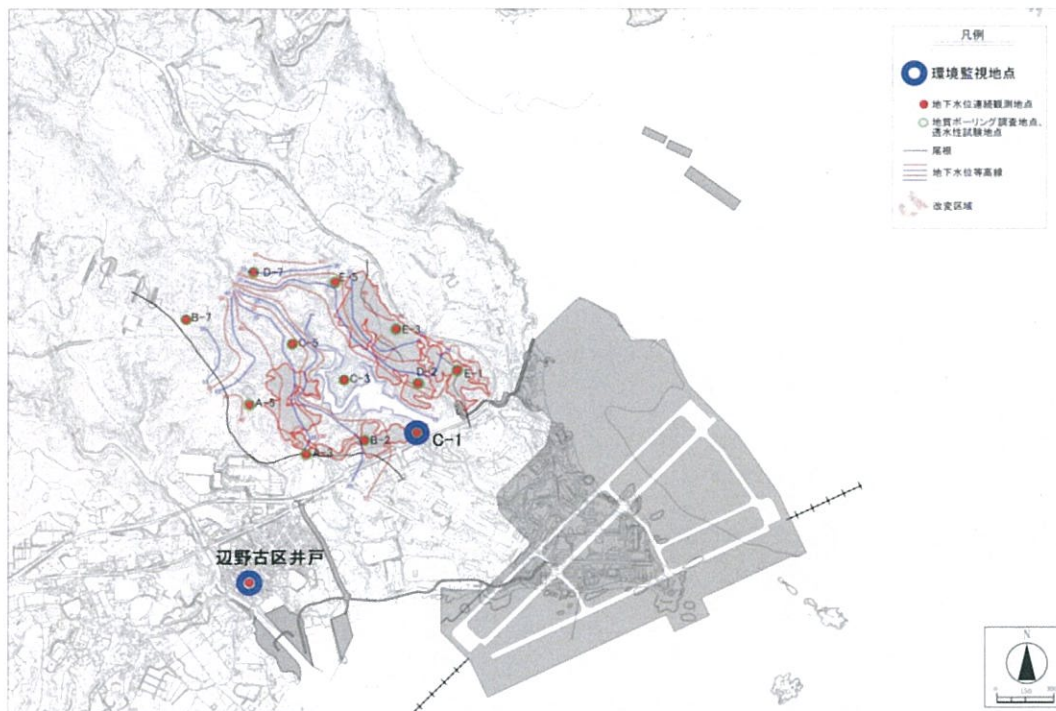 凡例
環境監視地点
地下水位連続観測地点
地質ボーリング調査地点、
透水性試験地点
尾根
地下水位等高線
改変区域
D-7
E-5
B-7
E-3
C-5
E-1
C-3
D-2
A-5
C-1
B-2
A-3
辺野古区井戸
N
0 150 300